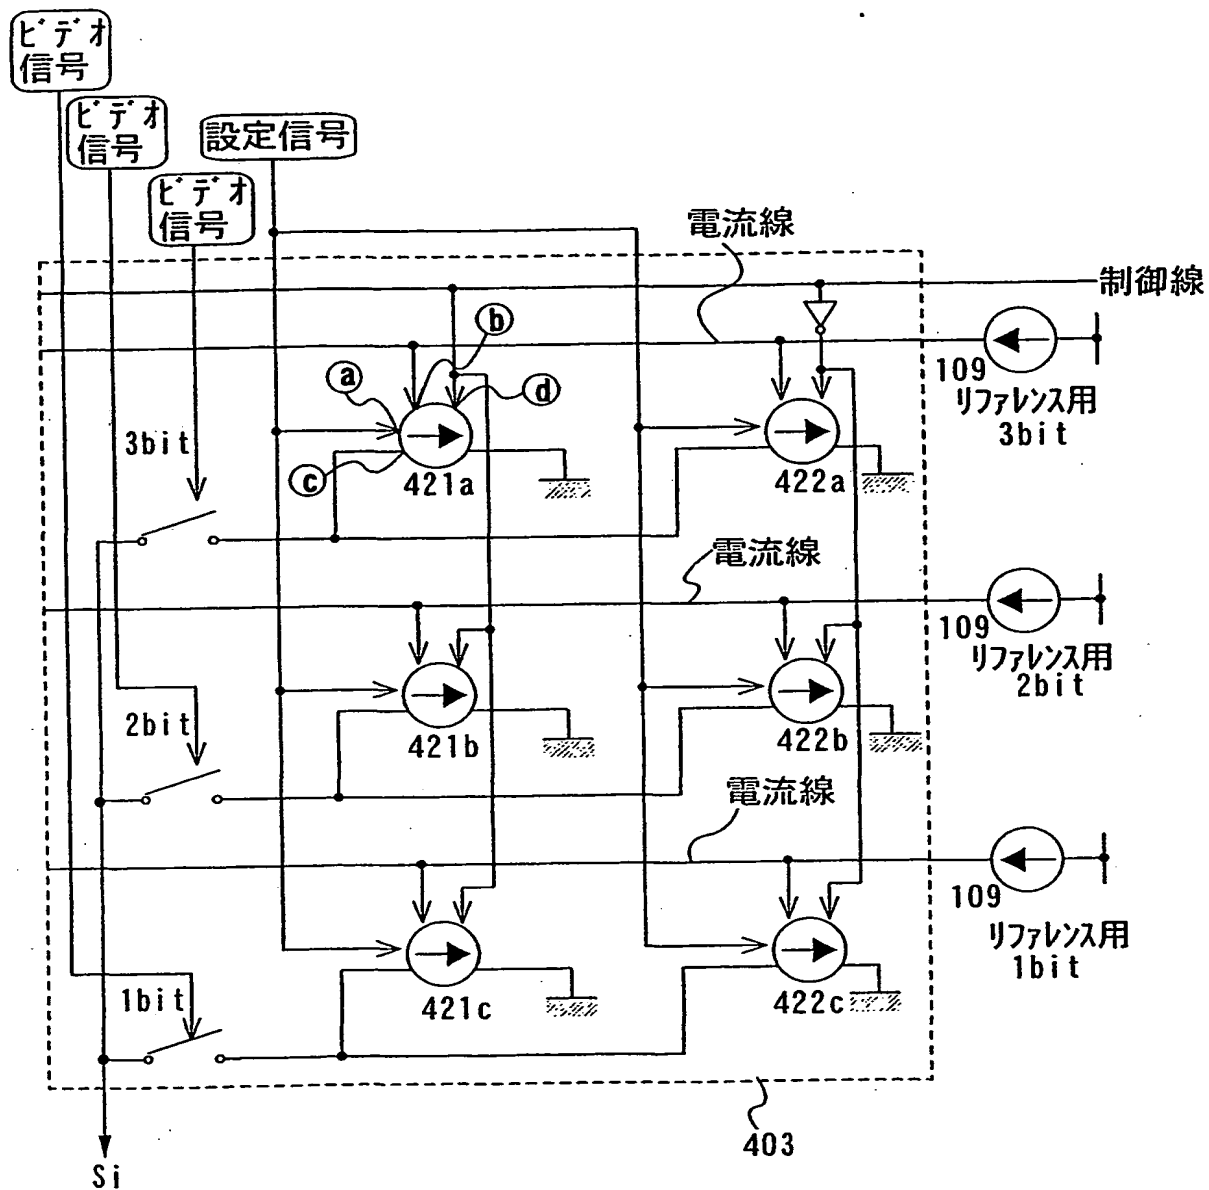 ビデオ
信号
ビデオ
信号
設定信号
ビデオ
信号
電流線
制御線
ⓑ
ⓐ
ⓓ
109
リファレンス用
3bit
3bit
ⓒ
421a
422a
電流線
109
リファレンス用
2bit
2bit
421b
422b
電流線
109
リファレンス用
1bit
1bit
421c
422c
403
Si